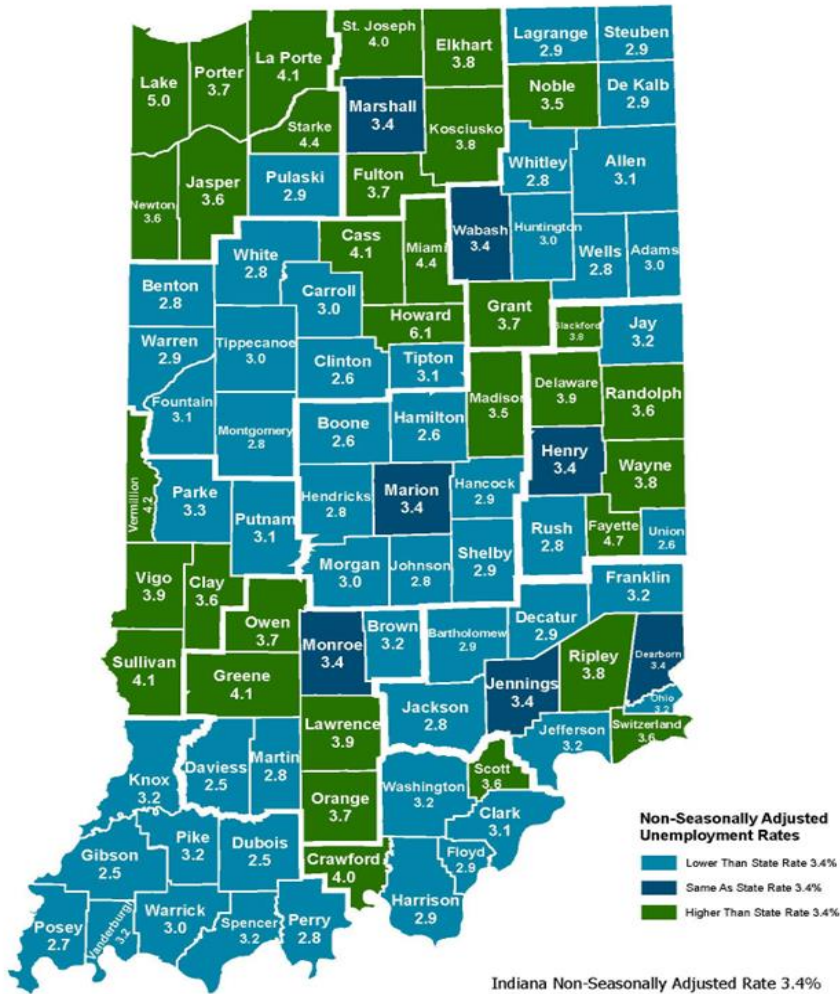 St. Joseph
4.0
Elkhart
3.8
Lagrange
2.9
Steuben
2.9
La Porte
4.1
Porter
3.7
Lake
5.0
Noble
3.5
De Kalb
2.9
Marshall
3.4
Starke
4.4
Kosciusko
3.8
Whitley
2.8
Allen
3.1
Pulaski
2.9
Fulton
3.7
Jasper
3.6
Newton
3.6
Wabash
3.4
Huntington
3.0
Wells
2.8
Adams
3.0
White
2.8
Cass
4.1
Miami
4.4
Benton
2.8
Carroll
3.0
Howard
6.1
Grant
3.7
Blackford
3.8
Jay
3.2
Warren
2.9
Tippecanoe
3.0
Clinton
2.6
Tipton
3.1
Madison
3.5
Delaware
3.9
Randolph
3.6
Fountain
3.1
Montgomery
2.8
Boone
2.6
Hamilton
2.6
Henry
3.4
Wayne
3.8
Vermillion
4.2
Parke
3.3
Putnam
3.1
Hendricks
2.8
Marion
3.4
Hancock
2.9
Rush
2.8
Fayette
4.7
Union
2.6
Vigo
3.9
Clay
3.6
Morgan
3.0
Johnson
2.8
Shelby
2.9
Franklin
3.2
Owen
3.7
Monroe
3.4
Brown
3.2
Bartholomew
2.9
Decatur
2.9
Ripley
3.8
Dearborn
3.4
Sullivan
4.1
Greene
4.1
Jennings
3.4
Ohio
3.2
Switzerland
3.6
Jackson
2.8
Jefferson
3.2
Lawrence
3.9
Knox
3.2
Daviess
2.5
Martin
2.8
Scott
3.6
Washington
3.2
Orange
3.7
Clark
3.1
Pike
3.2
Dubois
2.5
Gibson
2.5
Crawford
4.0
Floyd
2.9
Harrison
2.9
Posey
2.7
Vanderburgh
3.2
Warrick
3.0
Spencer
3.2
Perry
2.8
Non-Seasonally Adjusted
Unemployment Rates
Lower Than State Rate 3.4%
Same As State Rate 3.4%
Higher Than State Rate 3.4%
Indiana Non-Seasonally Adjusted Rate 3.4%